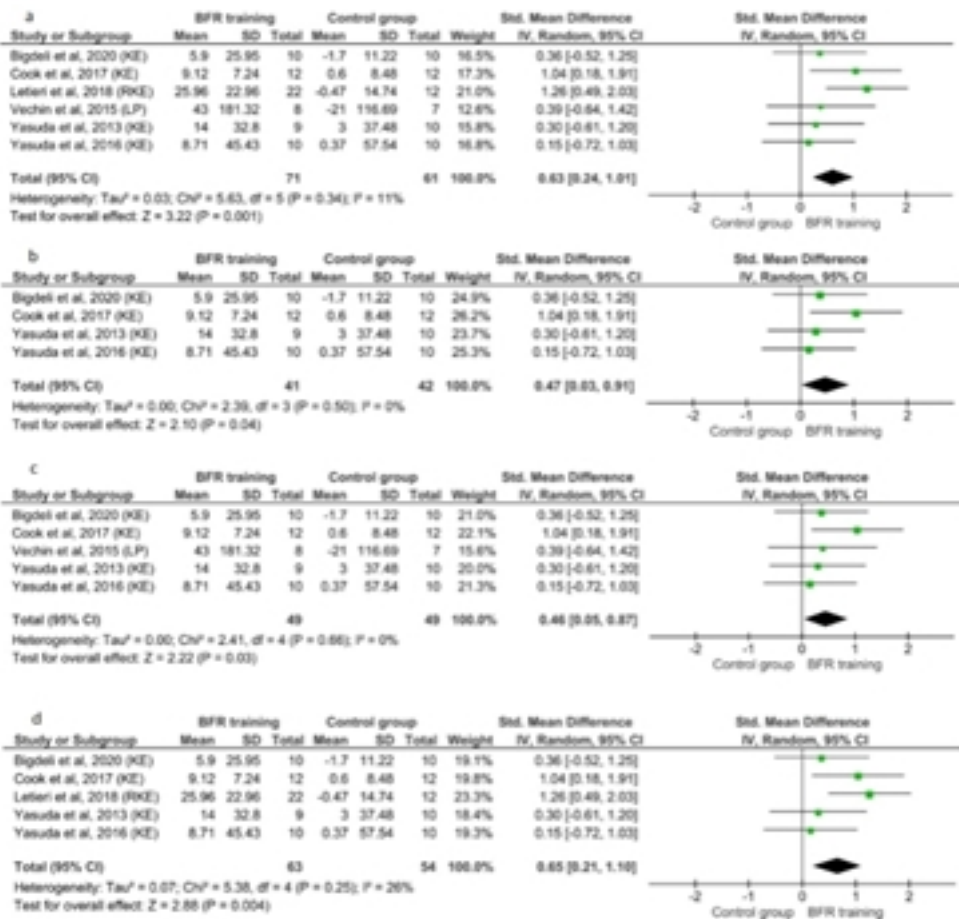 a
BFR training Control group Std. Mean Difference Std. Mean Difference
Study or Subgroup Mean SD Total Mean SD Total Weight IV, Random, 95% CI IV, Random, 95% CI
Bigdeli et al, 2020 (KE) 5.9 25.95 10 -1.7 11.22 10 16.5% 0.36 [-0.52, 1.25]
Cook et al, 2017 (KE) 9.12 7.24 12 0.6 8.48 12 17.3% 1.04 [0.18, 1.91]
Letieri et al, 2018 (RKE) 25.96 22.96 22 -0.47 14.74 12 21.0% 1.26 [0.49, 2.03]
Vechin et al, 2015 (LP) 43 181.32 8 -21 116.69 7 12.6% 0.39 [-0.64, 1.42]
Yasuda et al, 2013 (KE) 14 32.8 9 3 37.48 10 15.8% 0.30 [-0.61, 1.20]
Yasuda et al, 2016 (KE) 8.71 45.43 10 0.37 57.54 10 16.8% 0.15 [-0.72, 1.03]
Total (95% CI) 71 61 100.0% 0.63 [0.24, 1.01]
Heterogeneity: Tau² = 0.03; Chi² = 5.63, df = 5 (P = 0.34); I² = 11%
Test for overall effect: Z = 3.22 (P = 0.001)
-2 -1 0 1 2
Control group BFR training
b
BFR training Control group Std. Mean Difference Std. Mean Difference
Study or Subgroup Mean SD Total Mean SD Total Weight IV, Random, 95% CI IV, Random, 95% CI
Bigdeli et al, 2020 (KE) 5.9 25.95 10 -1.7 11.22 10 24.9% 0.36 [-0.52, 1.25]
Cook et al, 2017 (KE) 9.12 7.24 12 0.6 8.48 12 26.2% 1.04 [0.18, 1.91]
Yasuda et al, 2013 (KE) 14 32.8 9 3 37.48 10 23.7% 0.30 [-0.61, 1.20]
Yasuda et al, 2016 (KE) 8.71 45.43 10 0.37 57.54 10 25.3% 0.15 [-0.72, 1.03]
Total (95% CI) 41 42 100.0% 0.47 [0.03, 0.91]
Heterogeneity: Tau² = 0.00; Chi² = 2.39, df = 3 (P = 0.50); I² = 0%
Test for overall effect: Z = 2.10 (P = 0.04)
-2 -1 0 1 2
Control group BFR training
c
BFR training Control group Std. Mean Difference Std. Mean Difference
Study or Subgroup Mean SD Total Mean SD Total Weight IV, Random, 95% CI IV, Random, 95% CI
Bigdeli et al, 2020 (KE) 5.9 25.95 10 -1.7 11.22 10 21.0% 0.36 [-0.52, 1.25]
Cook et al, 2017 (KE) 9.12 7.24 12 0.6 8.48 12 22.1% 1.04 [0.18, 1.91]
Vechin et al, 2015 (LP) 43 181.32 8 -21 116.69 7 15.6% 0.39 [-0.64, 1.42]
Yasuda et al, 2013 (KE) 14 32.8 9 3 37.48 10 20.0% 0.30 [-0.61, 1.20]
Yasuda et al, 2016 (KE) 8.71 45.43 10 0.37 57.54 10 21.3% 0.15 [-0.72, 1.03]
Total (95% CI) 49 49 100.0% 0.46 [0.05, 0.87]
Heterogeneity: Tau² = 0.00; Chi² = 2.41, df = 4 (P = 0.66); I² = 0%
Test for overall effect: Z = 2.22 (P = 0.03)
-2 -1 0 1 2
Control group BFR training
d
BFR training Control group Std. Mean Difference Std. Mean Difference
Study or Subgroup Mean SD Total Mean SD Total Weight IV, Random, 95% CI IV, Random, 95% CI
Bigdeli et al, 2020 (KE) 5.9 25.95 10 -1.7 11.22 10 19.1% 0.36 [-0.52, 1.25]
Cook et al, 2017 (KE) 9.12 7.24 12 0.6 8.48 12 19.8% 1.04 [0.18, 1.91]
Letieri et al, 2018 (RKE) 25.96 22.96 22 -0.47 14.74 12 23.3% 1.26 [0.49, 2.03]
Yasuda et al, 2013 (KE) 14 32.8 9 3 37.48 10 18.4% 0.30 [-0.61, 1.20]
Yasuda et al, 2016 (KE) 8.71 45.43 10 0.37 57.54 10 19.3% 0.15 [-0.72, 1.03]
Total (95% CI) 63 54 100.0% 0.65 [0.21, 1.10]
Heterogeneity: Tau² = 0.07; Chi² = 5.38, df = 4 (P = 0.25); I² = 26%
Test for overall effect: Z = 2.88 (P = 0.004)
-2 -1 0 1 2
Control group BFR training